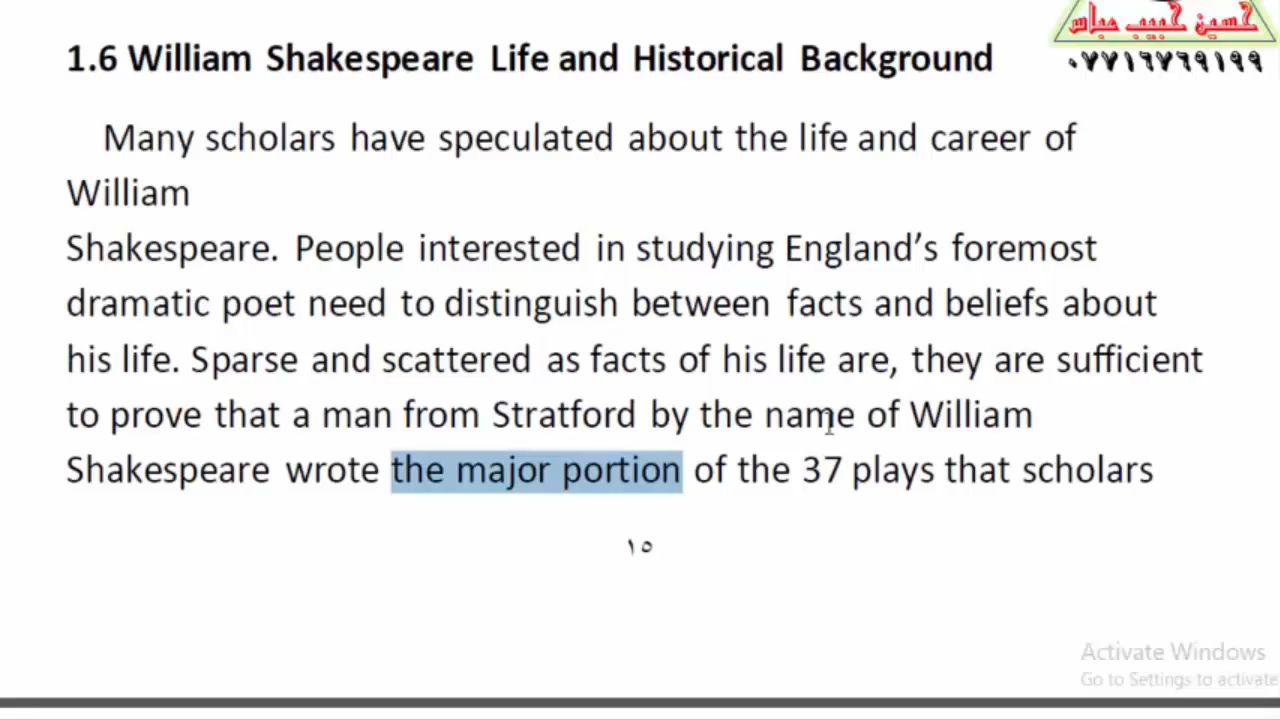 حسين حبيب عباس
٠٧٧١٦٧٦٩١٩٩
1.6 William Shakespeare Life and Historical Background
Many scholars have speculated about the life and career of
William
Shakespeare. People interested in studying England’s foremost
dramatic poet need to distinguish between facts and beliefs about
his life. Sparse and scattered as facts of his life are, they are sufficient
to prove that a man from Stratford by the name of William
Shakespeare wrote the major portion of the 37 plays that scholars
١٥
Activate Windows
Go to Settings to activate